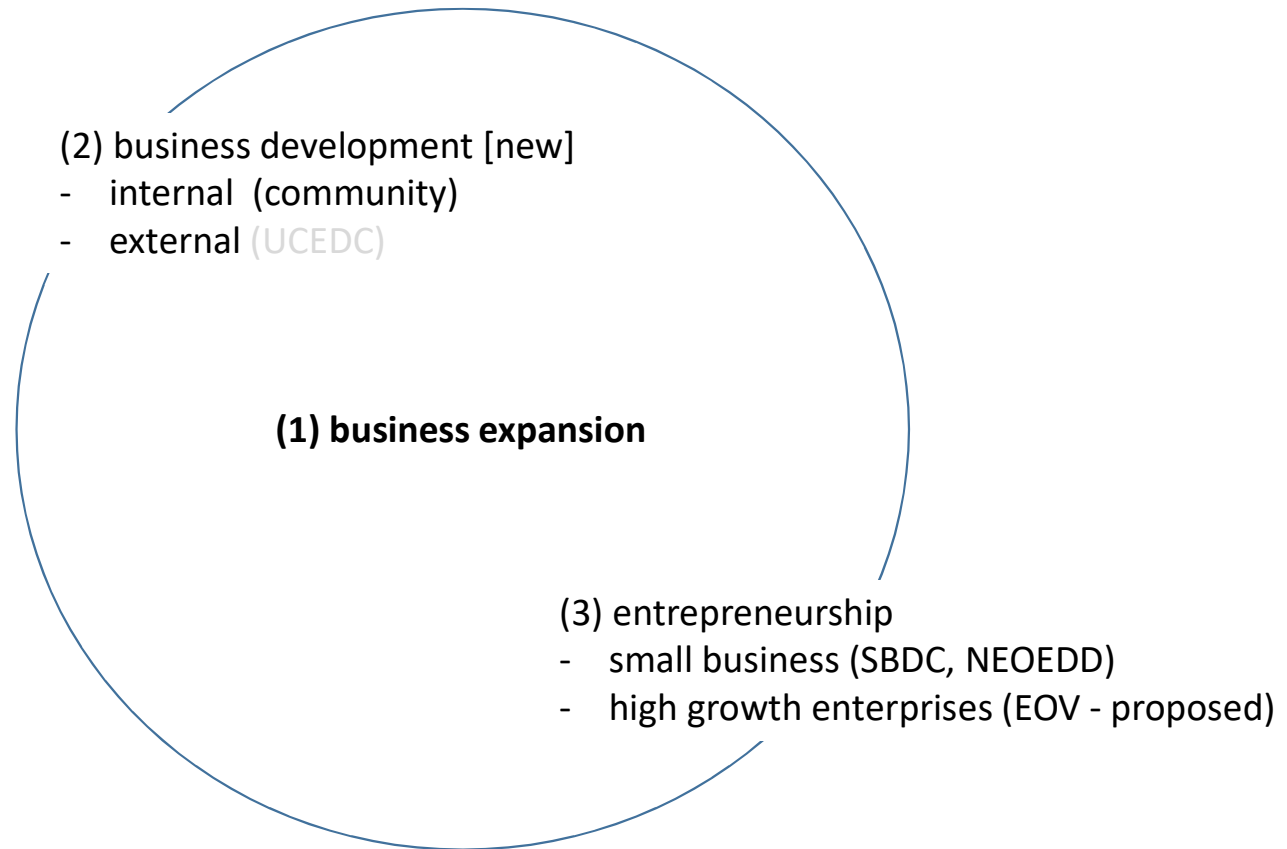 (2) business development [new]
- internal (community)
- external (UCEDC)
(1) business expansion
(3) entrepreneurship
- small business (SBDC, NEOEDD)
- high growth enterprises (EOV - proposed)